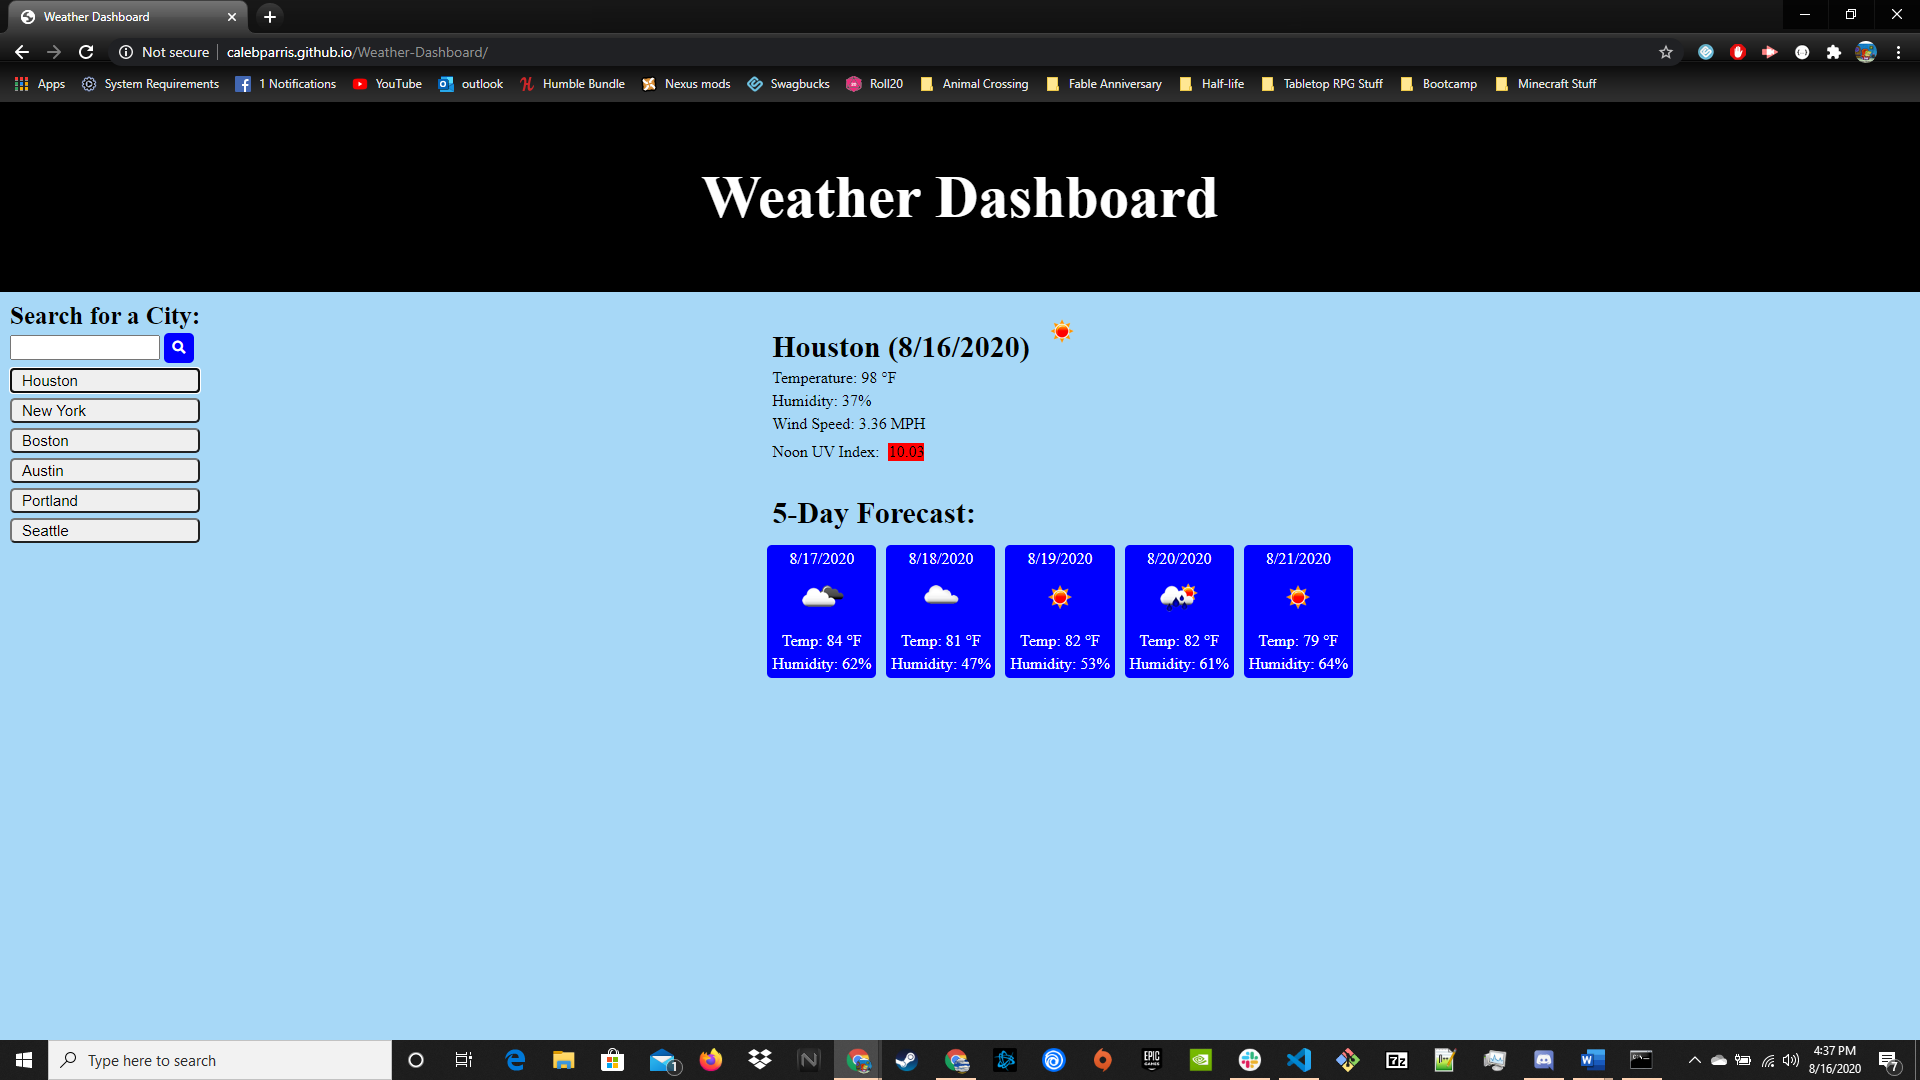 Weather Dashboard
Not secure | calebparris.github.io/Weather-Dashboard/
Apps System Requirements 1 Notifications YouTube outlook Humble Bundle Nexus mods Swagbucks Roll20 Animal Crossing Fable Anniversary Half-life Tabletop RPG Stuff Bootcamp Minecraft Stuff
Weather Dashboard
Search for a City:
Houston
New York
Boston
Austin
Portland
Seattle
Houston (8/16/2020)
Temperature: 98 °F
Humidity: 37%
Wind Speed: 3.36 MPH
Noon UV Index: 10.03
5-Day Forecast:
8/17/2020
Temp: 84 °F
Humidity: 62%
8/18/2020
Temp: 81 °F
Humidity: 47%
8/19/2020
Temp: 82 °F
Humidity: 53%
8/20/2020
Temp: 82 °F
Humidity: 61%
8/21/2020
Temp: 79 °F
Humidity: 64%
Type here to search
1
EPIC GAMES
7z
4:37 PM
8/16/2020
7